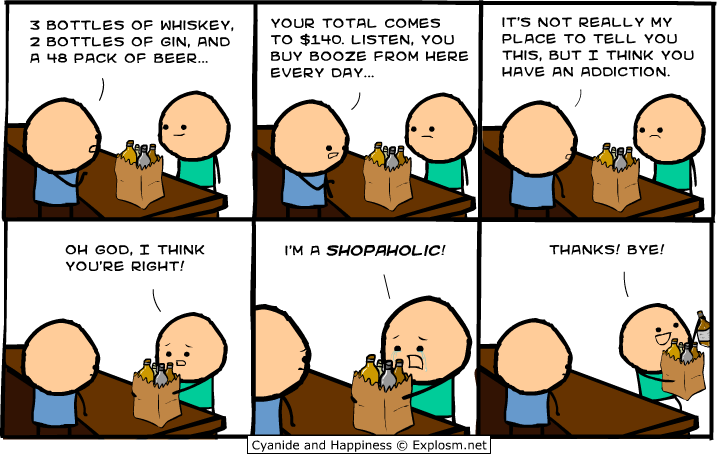 3 BOTTLES OF WHISKEY,
2 BOTTLES OF GIN, AND
A 48 PACK OF BEER...
YOUR TOTAL COMES
TO $140. LISTEN, YOU
BUY BOOZE FROM HERE
EVERY DAY...
IT'S NOT REALLY MY
PLACE TO TELL YOU
THIS, BUT I THINK YOU
HAVE AN ADDICTION.
OH GOD, I THINK
YOU'RE RIGHT!
I'M A SHOPAHOLIC!
THANKS! BYE!
Cyanide and Happiness © Explosm.net